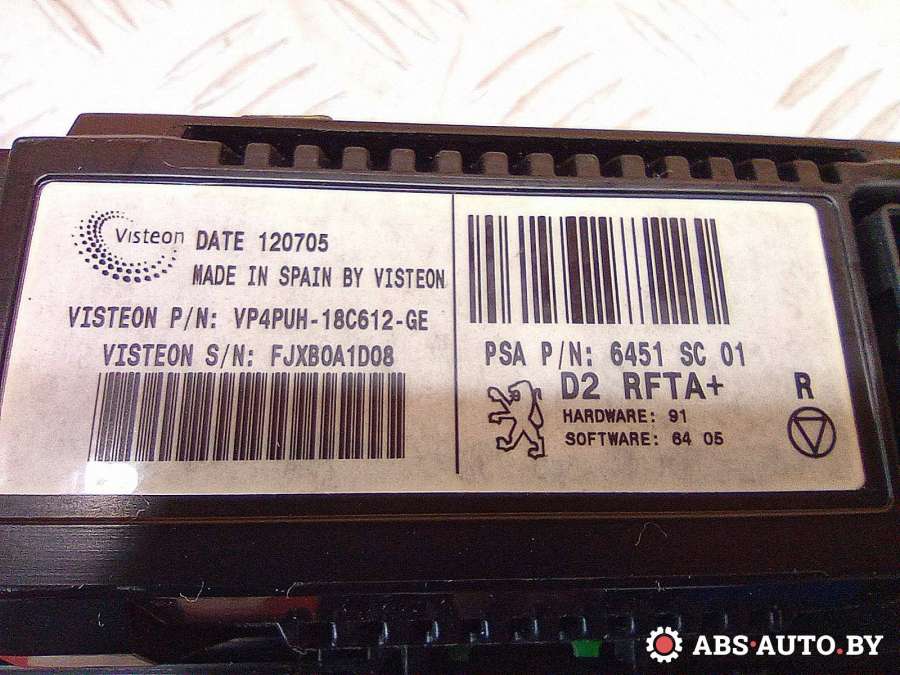 Visteon DATE 120705
MADE IN SPAIN BY VISTEON
VISTEON P/N: VP4PUH-18C612-GE
VISTEON S/N: FJXB0A1D08
PSA P/N: 6451 SC 01
D2 RFTA+ R
HARDWARE: 91
SOFTWARE: 64 05
ABS-AUTO.BY